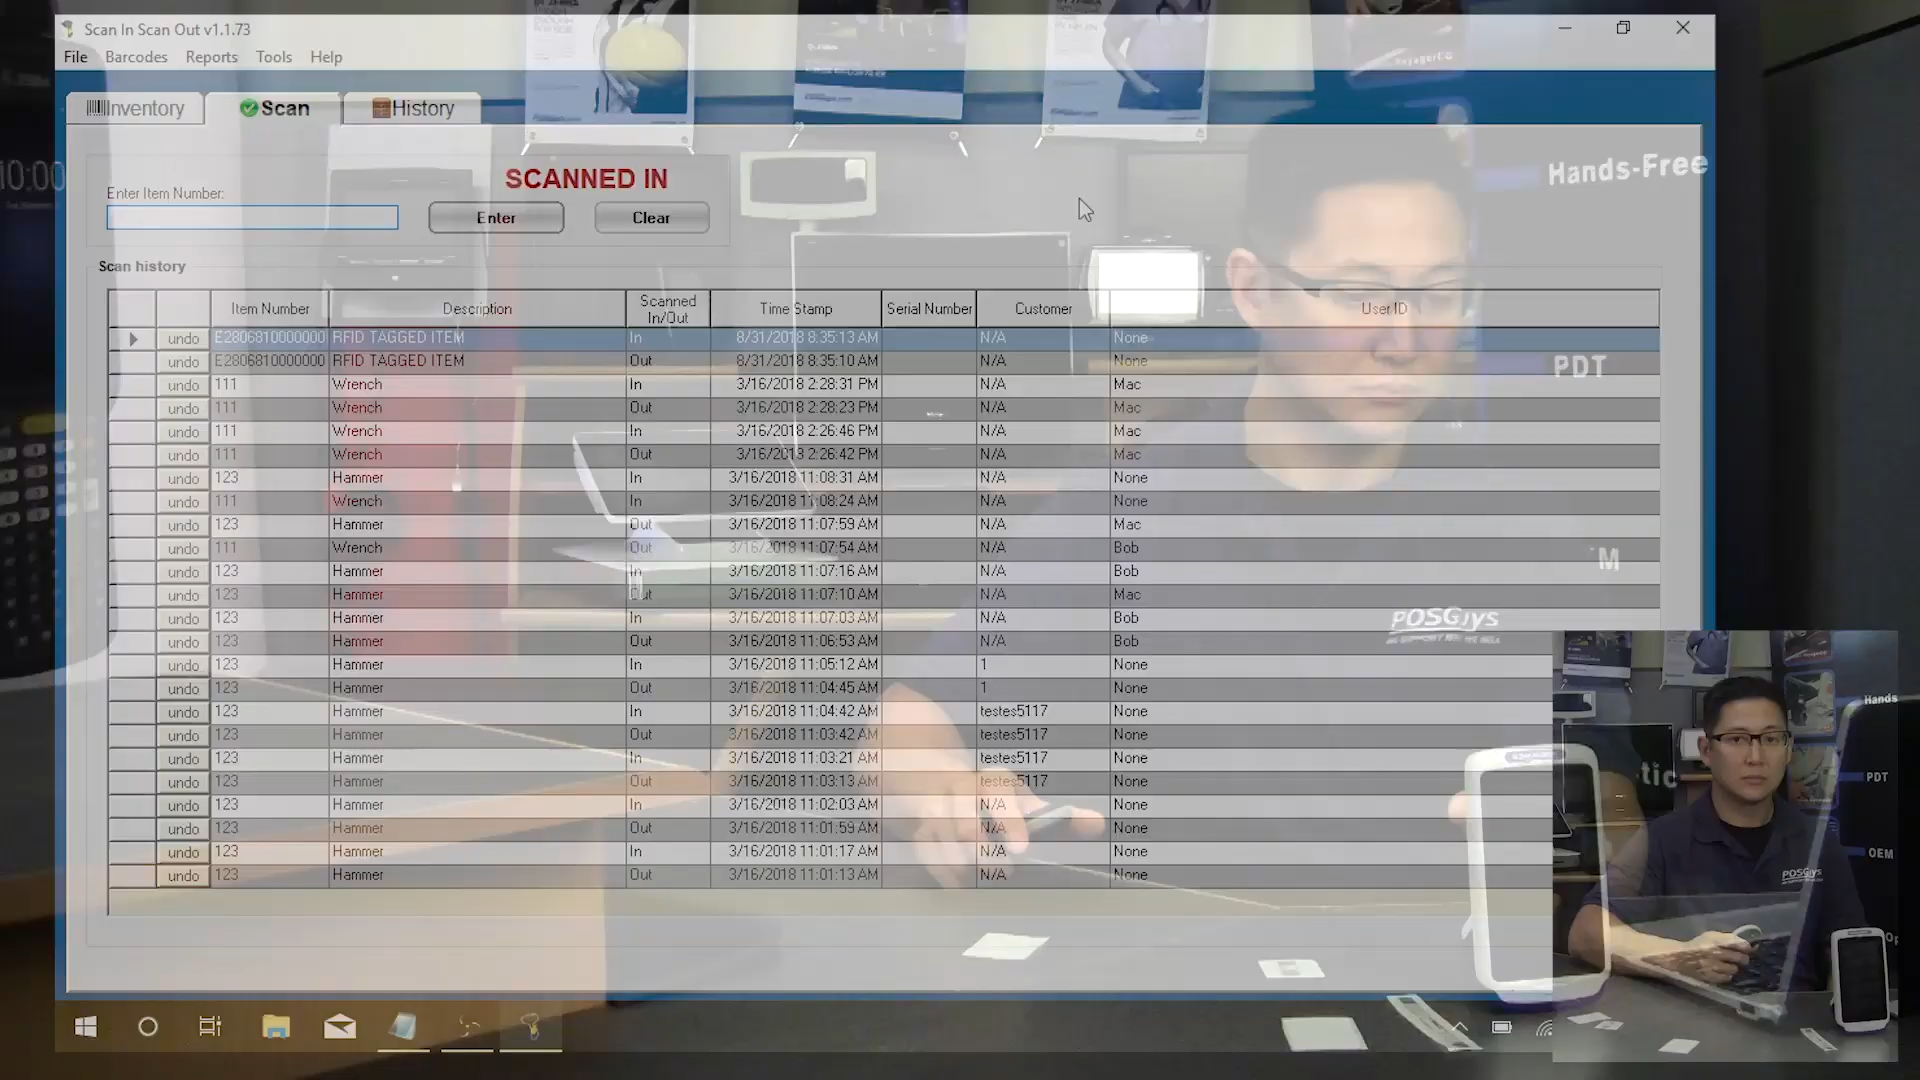 Scan In Scan Out v1.1.73
File Barcodes Reports Tools Help
Inventory Scan History
SCANNED IN
Enter Item Number:
Enter Clear
Scan history
Item Number Description Scanned In/Out Time Stamp Serial Number Customer User ID
undo E2806810000000 RFID TAGGED ITEM In 8/31/2018 8:35:13 AM N/A None
undo E2806810000000 RFID TAGGED ITEM Out 8/31/2018 8:35:10 AM N/A None
undo 111 Wrench In 3/16/2018 2:28:31 PM N/A Mac
undo 111 Wrench Out 3/16/2018 2:28:23 PM N/A Mac
undo 111 Wrench In 3/16/2018 2:26:46 PM N/A Mac
undo 111 Wrench Out 3/16/2018 2:26:42 PM N/A Mac
undo 123 Hammer In 3/16/2018 11:08:31 AM N/A None
undo 111 Wrench In 3/16/2018 11:08:24 AM N/A None
undo 123 Hammer Out 3/16/2018 11:07:59 AM N/A Mac
undo 111 Wrench Out 3/16/2018 11:07:54 AM N/A Bob
undo 123 Hammer In 3/16/2018 11:07:16 AM N/A Bob
undo 123 Hammer Out 3/16/2018 11:07:10 AM N/A Mac
undo 123 Hammer In 3/16/2018 11:07:03 AM N/A Bob
undo 123 Hammer Out 3/16/2018 11:06:53 AM N/A Bob
undo 123 Hammer In 3/16/2018 11:05:12 AM 1 None
undo 123 Hammer Out 3/16/2018 11:04:45 AM 1 None
undo 123 Hammer In 3/16/2018 11:04:42 AM testes5117 None
undo 123 Hammer Out 3/16/2018 11:03:42 AM testes5117 None
undo 123 Hammer In 3/16/2018 11:03:21 AM testes5117 None
undo 123 Hammer Out 3/16/2018 11:03:13 AM testes5117 None
undo 123 Hammer In 3/16/2018 11:02:03 AM N/A None
undo 123 Hammer Out 3/16/2018 11:01:59 AM N/A None
undo 123 Hammer In 3/16/2018 11:01:17 AM N/A None
undo 123 Hammer Out 3/16/2018 11:01:13 AM N/A None
10:00
Hands-Free
PDT
POSGuys
Hands
tic
PDT
OEM
POSGuys